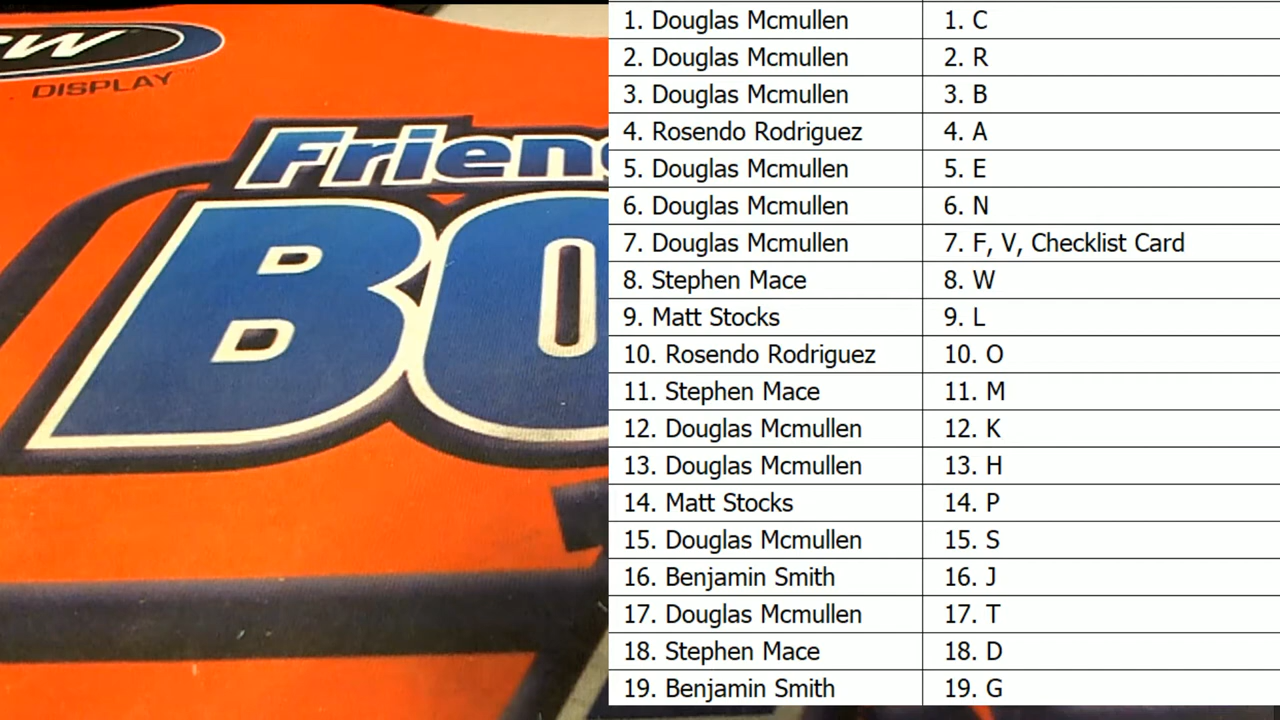 DISPLAY
1. Douglas Mcmullen 1. C
2. Douglas Mcmullen 2. R
3. Douglas Mcmullen 3. B
4. Rosendo Rodriguez 4. A
5. Douglas Mcmullen 5. E
6. Douglas Mcmullen 6. N
7. Douglas Mcmullen 7. F, V, Checklist Card
8. Stephen Mace 8. W
9. Matt Stocks 9. L
10. Rosendo Rodriguez 10. O
11. Stephen Mace 11. M
12. Douglas Mcmullen 12. K
13. Douglas Mcmullen 13. H
14. Matt Stocks 14. P
15. Douglas Mcmullen 15. S
16. Benjamin Smith 16. J
17. Douglas Mcmullen 17. T
18. Stephen Mace 18. D
19. Benjamin Smith 19. G